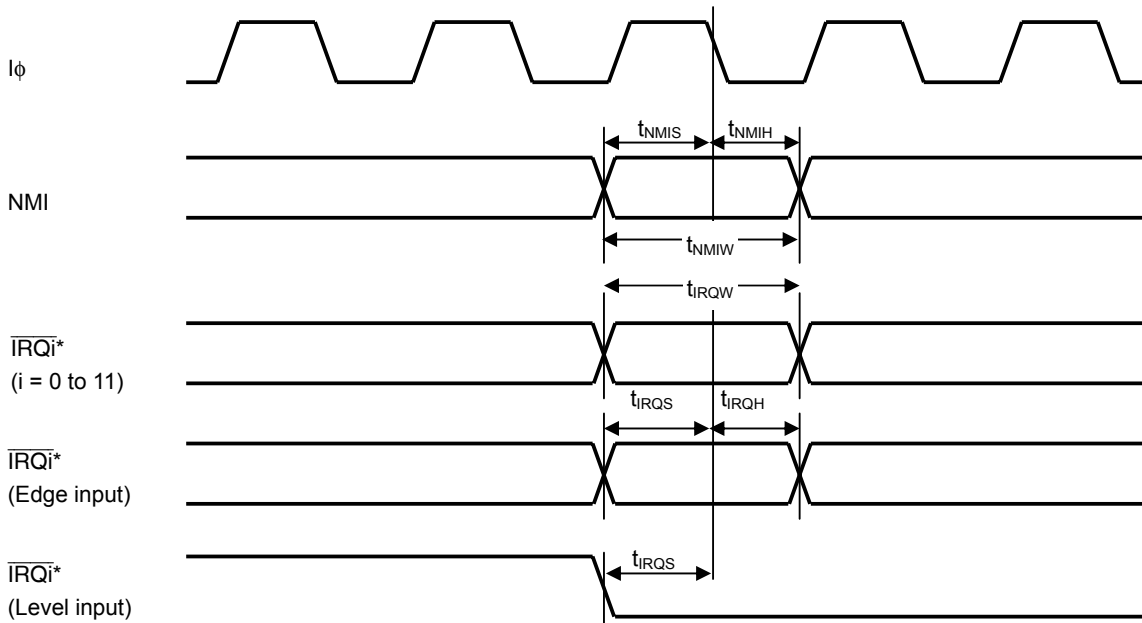 Iϕ
tNMIS tNMIH
NMI
tNMIW
tIRQW
IRQi*
(i = 0 to 11)
tIRQS tIRQH
IRQi*
(Edge input)
tIRQS
IRQi*
(Level input)